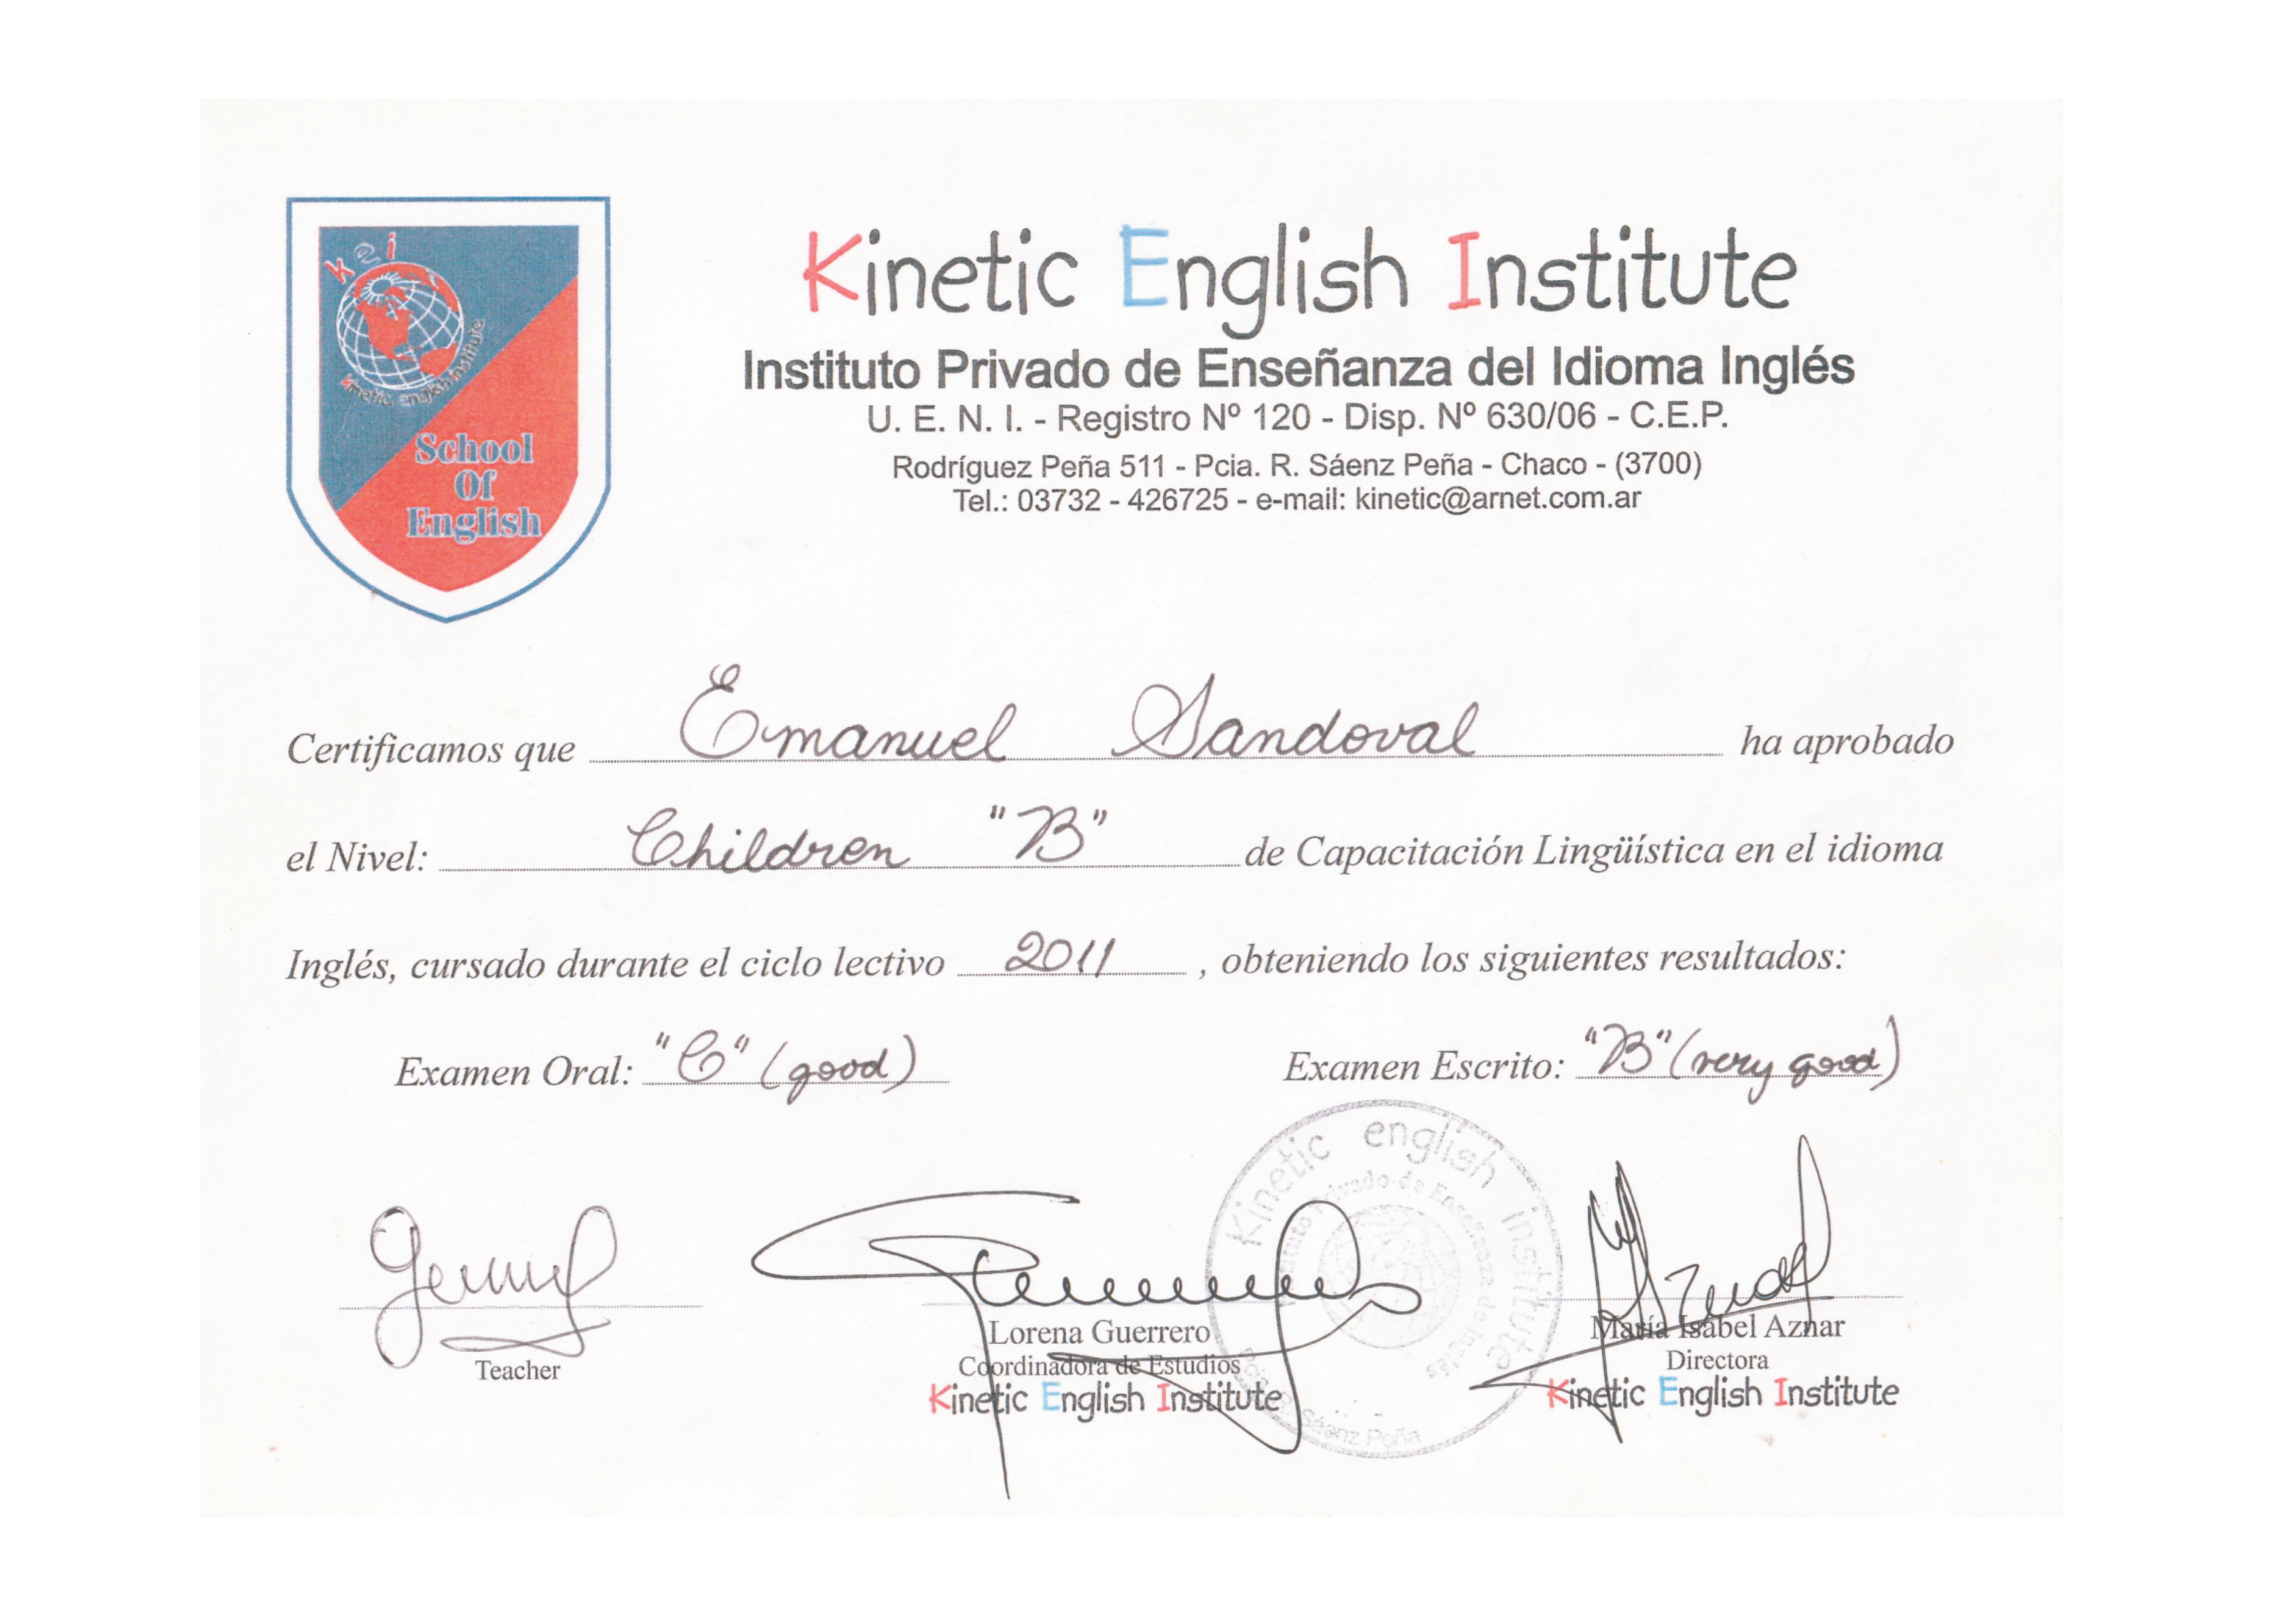 kei
kinetic english institute
School
Of
English
Kinetic English Institute
Instituto Privado de Enseñanza del Idioma Inglés
U. E. N. I. - Registro Nº 120 - Disp. Nº 630/06 - C.E.P.
Rodríguez Peña 511 - Pcia. R. Sáenz Peña - Chaco - (3700)
Tel.: 03732 - 426725 - e-mail: kinetic@arnet.com.ar
Certificamos que Emanuel Sandoval ha aprobado
el Nivel: Children "B" de Capacitación Lingüística en el idioma
Inglés, cursado durante el ciclo lectivo 2011, obteniendo los siguientes resultados:
Examen Oral: "C" (good) Examen Escrito: "B" (very good)
Kinetic english institute
Instituto Privado de Enseñanza de Inglés
Sáenz Peña
Teacher
Lorena Guerrero
Coordinadora de Estudios
Kinetic English Institute
María Isabel Aznar
Directora
Kinetic English Institute